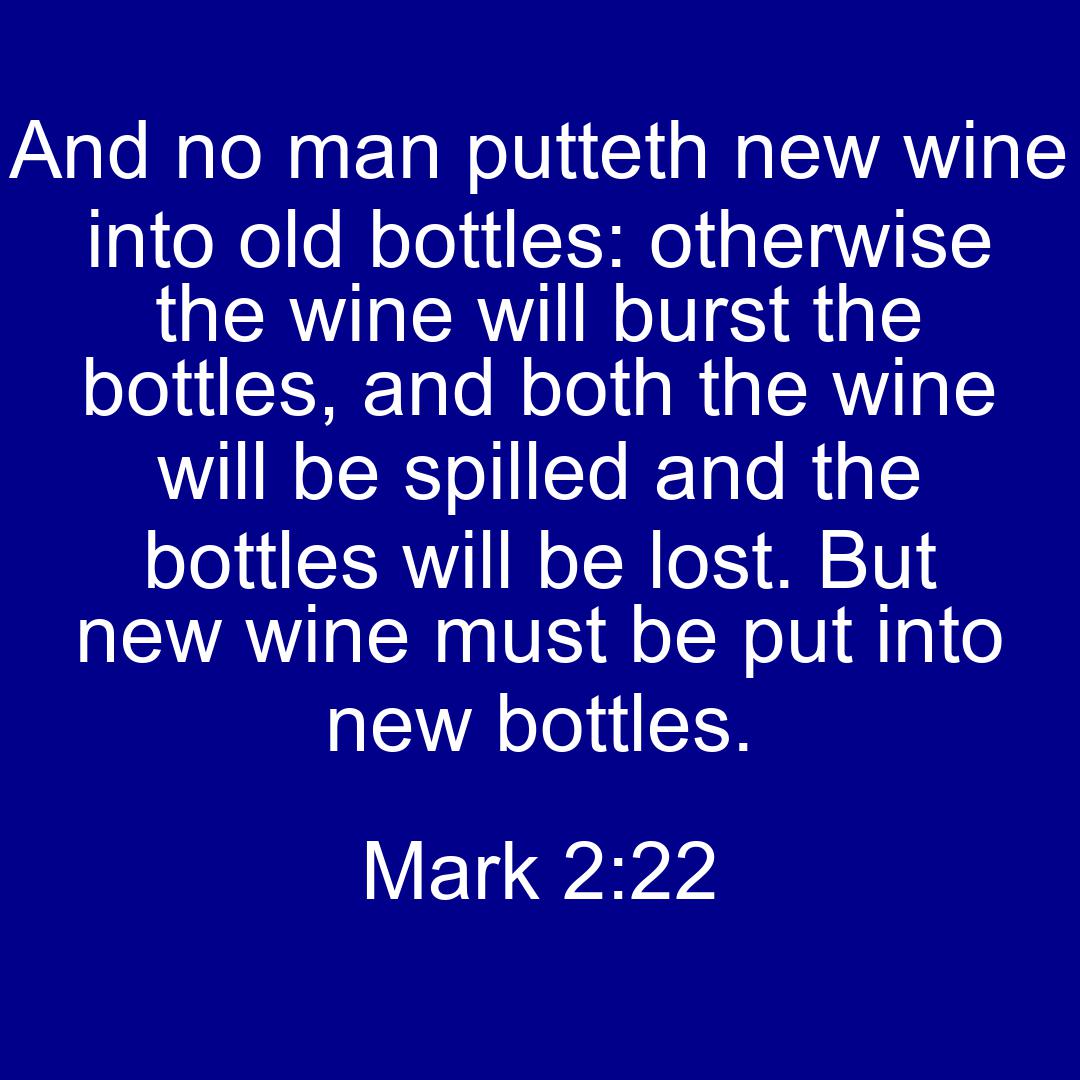 And no man putteth new wine
into old bottles: otherwise
the wine will burst the
bottles, and both the wine
will be spilled and the
bottles will be lost. But
new wine must be put into
new bottles.
Mark 2:22